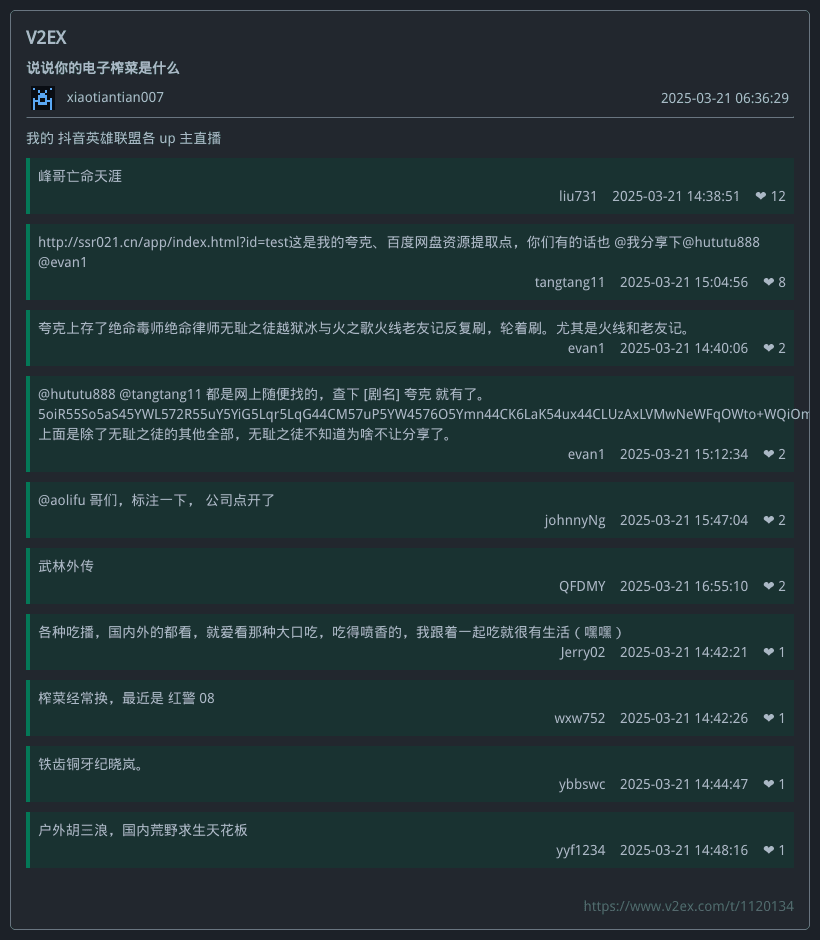 V2EX
说说你的电子榨菜是什么
xiaotiantian007 2025-03-21 06:36:29
我的 抖音英雄联盟各 up 主直播
峰哥亡命天涯
liu731 2025-03-21 14:38:51 ❤ 12
http://ssr021.cn/app/index.html?id=test这是我的夸克、百度网盘资源提取点，你们有的话也 @我分享下@hututu888
@evan1
tangtang11 2025-03-21 15:04:56 ❤ 8
夸克上存了绝命毒师绝命律师无耻之徒越狱冰与火之歌火线老友记反复刷，轮着刷。尤其是火线和老友记。
evan1 2025-03-21 14:40:06 ❤ 2
@hututu888 @tangtang11 都是网上随便找的，查下 [剧名] 夸克 就有了。
5oiR55So5aS45YWL572R55uY5YiG5Lqr5LqG44CM57uP5YW4576O5Ymn44CK6LaK54ux44CLUzAxLVMwNeWFqOWto+WQiOm
上面是除了无耻之徒的其他全部，无耻之徒不知道为啥不让分享了。
evan1 2025-03-21 15:12:34 ❤ 2
@aolifu 哥们，标注一下， 公司点开了
johnnyNg 2025-03-21 15:47:04 ❤ 2
武林外传
QFDMY 2025-03-21 16:55:10 ❤ 2
各种吃播，国内外的都看，就爱看那种大口吃，吃得喷香的，我跟着一起吃就很有生活（嘿嘿）
Jerry02 2025-03-21 14:42:21 ❤ 1
榨菜经常换，最近是 红警 08
wxw752 2025-03-21 14:42:26 ❤ 1
铁齿铜牙纪晓岚。
ybbswc 2025-03-21 14:44:47 ❤ 1
户外胡三浪，国内荒野求生天花板
yyf1234 2025-03-21 14:48:16 ❤ 1
https://www.v2ex.com/t/1120134